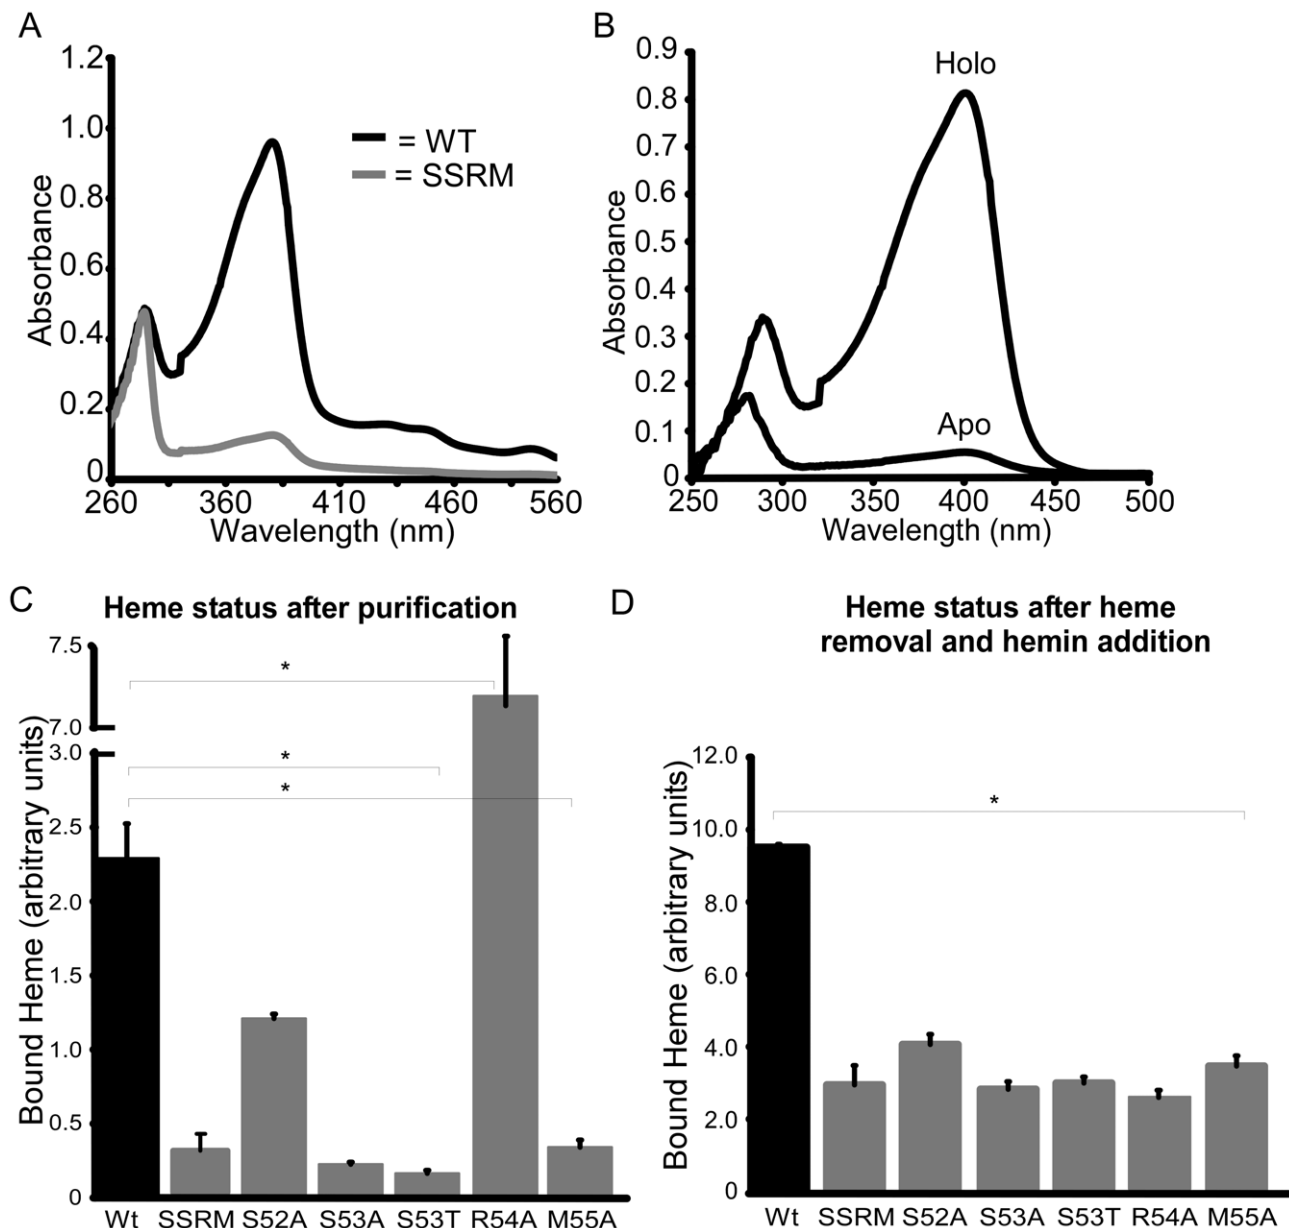 A
1.2
1.0
0.8
0.6
0.4
0.2
0
Absorbance
= WT
= SSRM
260 360 410 460 560
Wavelength (nm)
B
0.9
0.8
0.7
0.6
0.5
0.4
0.3
0.2
0.1
0
Absorbance
Holo
Apo
250 300 350 400 450 500
Wavelength (nm)
C
Heme status after purification
7.5
7.0
3.0
2.5
2.0
1.5
1.0
0.5
0
Bound Heme (arbitrary units)
*
*
*
Wt SSRM S52A S53A S53T R54A M55A
D
Heme status after heme
removal and hemin addition
12.0
10.0
8.0
6.0
4.0
2.0
0
Bound Heme (arbitrary units)
*
Wt SSRM S52A S53A S53T R54A M55A